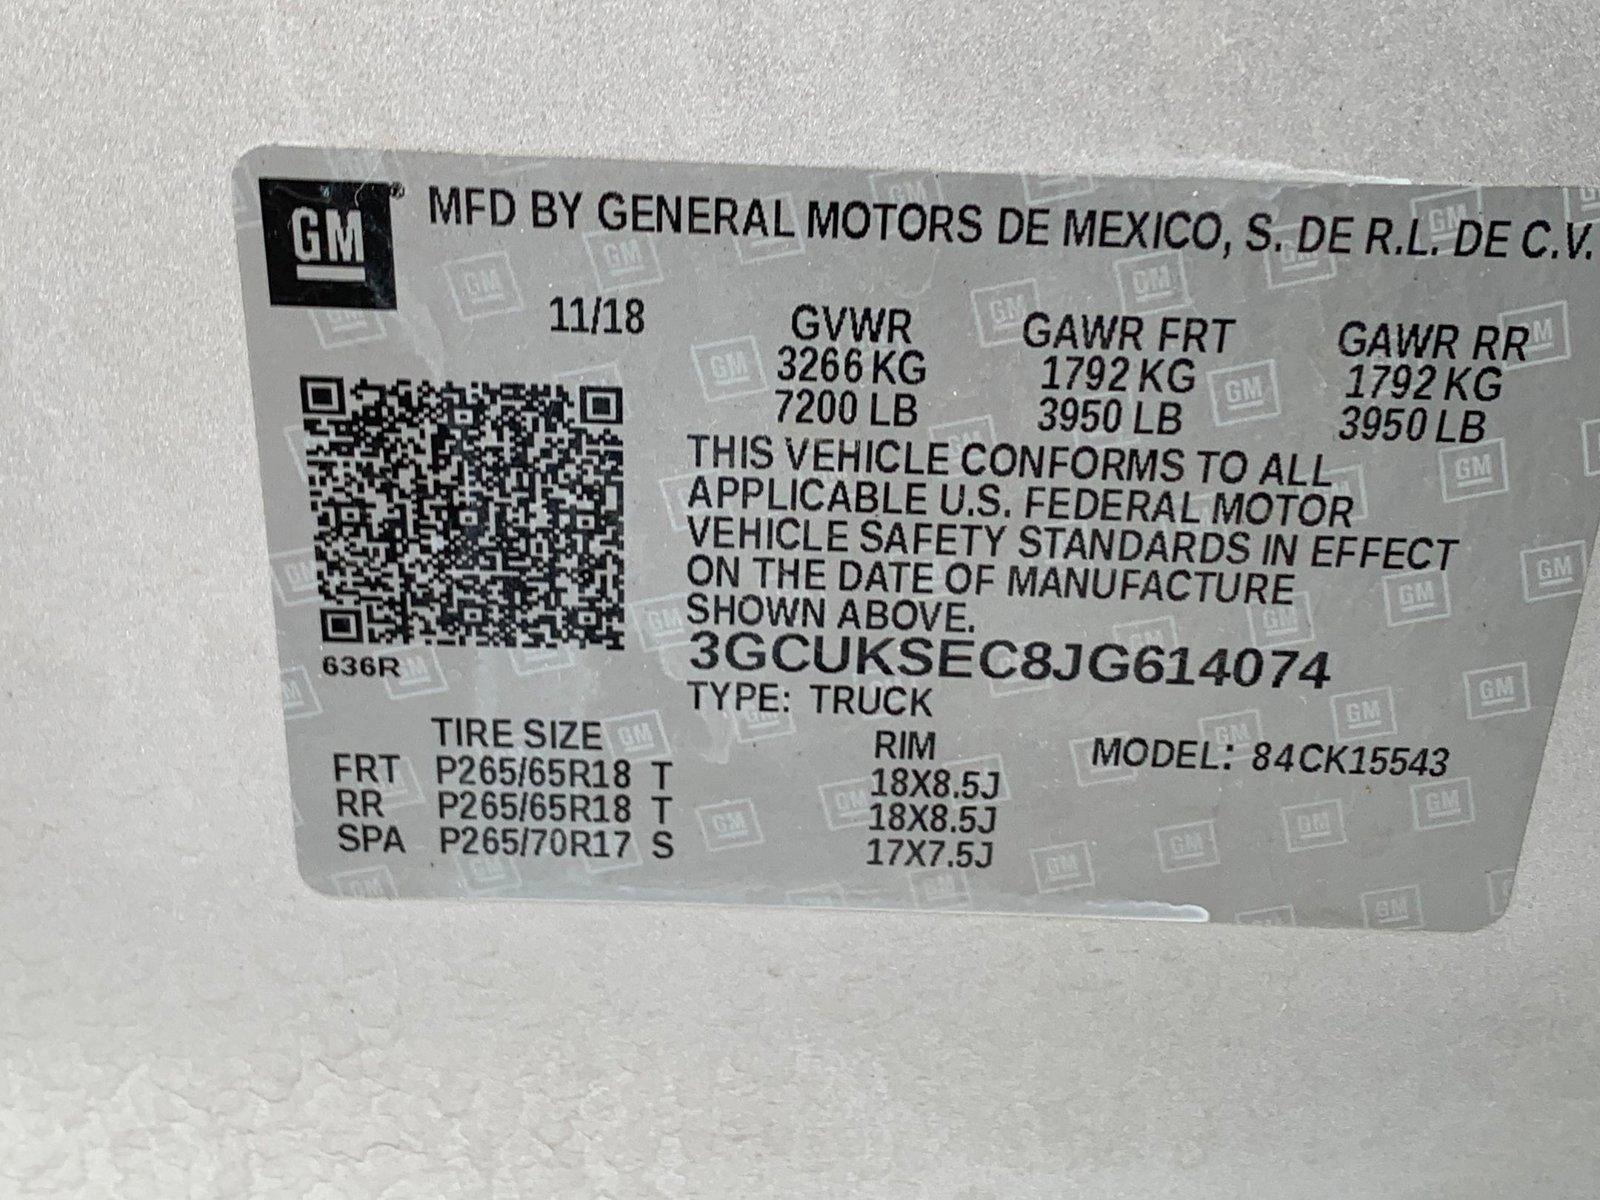 GM® MFD BY GENERAL MOTORS DE MEXICO, S. DE R.L. DE C.V.
11/18 GVWR GAWR FRT GAWR RR
3266 KG 1792 KG 1792 KG
7200 LB 3950 LB 3950 LB
THIS VEHICLE CONFORMS TO ALL
APPLICABLE U.S. FEDERAL MOTOR
VEHICLE SAFETY STANDARDS IN EFFECT
ON THE DATE OF MANUFACTURE
SHOWN ABOVE.
636R 3GCUKSEC8JG614074
TYPE: TRUCK
TIRE SIZE RIM MODEL: 84CK15543
FRT P265/65R18 T 18X8.5J
RR P265/65R18 T 18X8.5J
SPA P265/70R17 S 17X7.5J